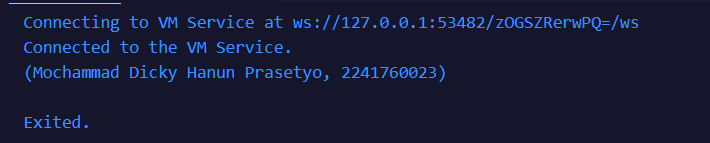 Connecting to VM Service at ws://127.0.0.1:53482/zOGSZRerwPQ=/ws
Connected to the VM Service.
(Mochammad Dicky Hanun Prasetyo, 2241760023)
Exited.